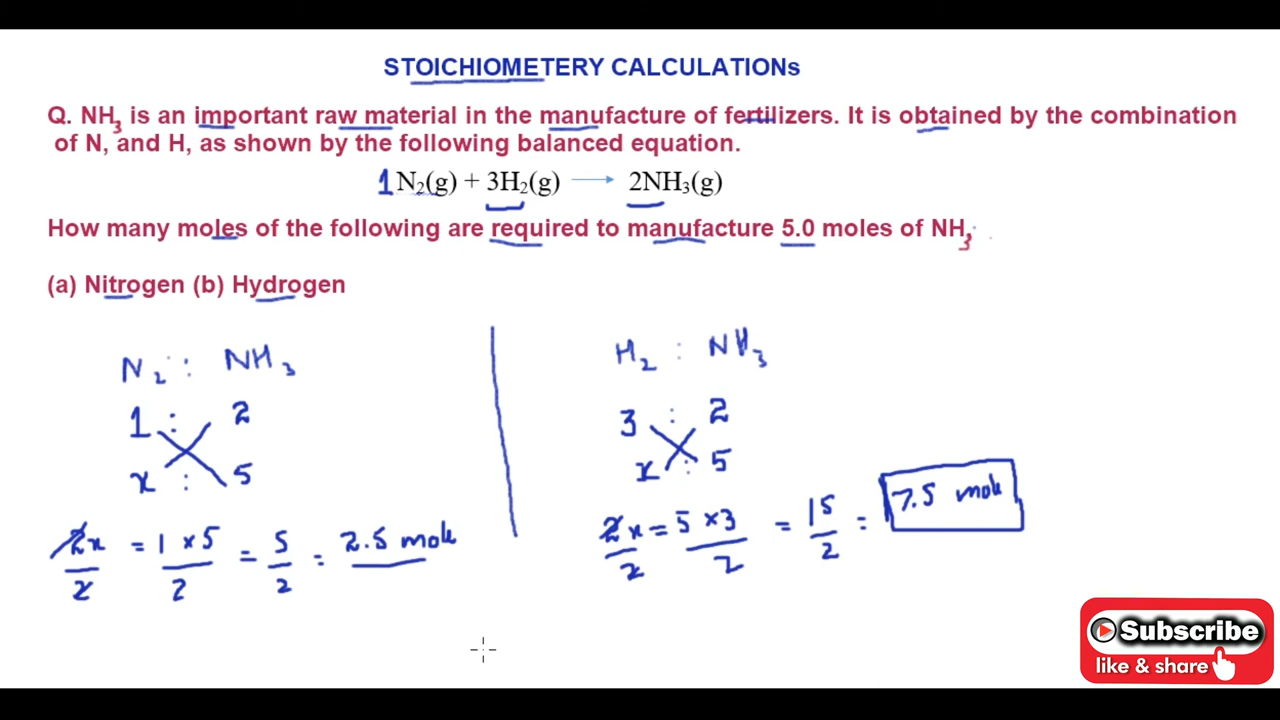 STOICHIOMETERY CALCULATIONs
Q. NH3 is an important raw material in the manufacture of fertilizers. It is obtained by the combination
of N, and H, as shown by the following balanced equation.
1 N2(g) + 3H2(g) → 2NH3(g)
How many moles of the following are required to manufacture 5.0 moles of NH3.
(a) Nitrogen (b) Hydrogen
N2 : NH3
1 : 2
x : 5
2x/2 = 1 × 5/2 = 5/2 = 2.5 mole
H2 : NH3
3 : 2
x : 5
2x/2 = 5 × 3/2 = 15/2 = 7.5 mole
Subscribe
like & share